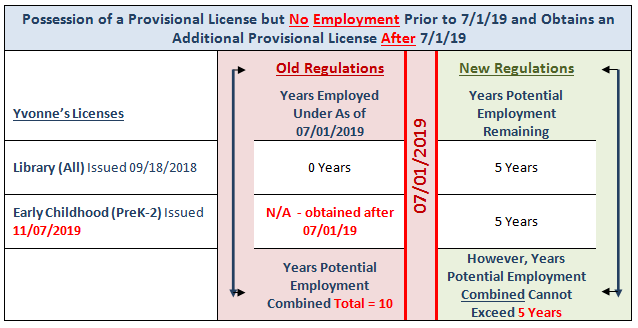 Possession of a Provisional License but No Employment Prior to 7/1/19 and Obtains an
Additional Provisional License After 7/1/19
Yvonne's Licenses
Old Regulations
Years Employed
Under As of
07/01/2019
07/01/2019
New Regulations
Years Potential
Employment
Remaining
Library (All) Issued 09/18/2018
0 Years
5 Years
Early Childhood (PreK-2) Issued
11/07/2019
N/A - obtained after
07/01/19
5 Years
Years Potential
Employment
Combined Total = 10
However, Years
Potential Employment
Combined Cannot
Exceed 5 Years